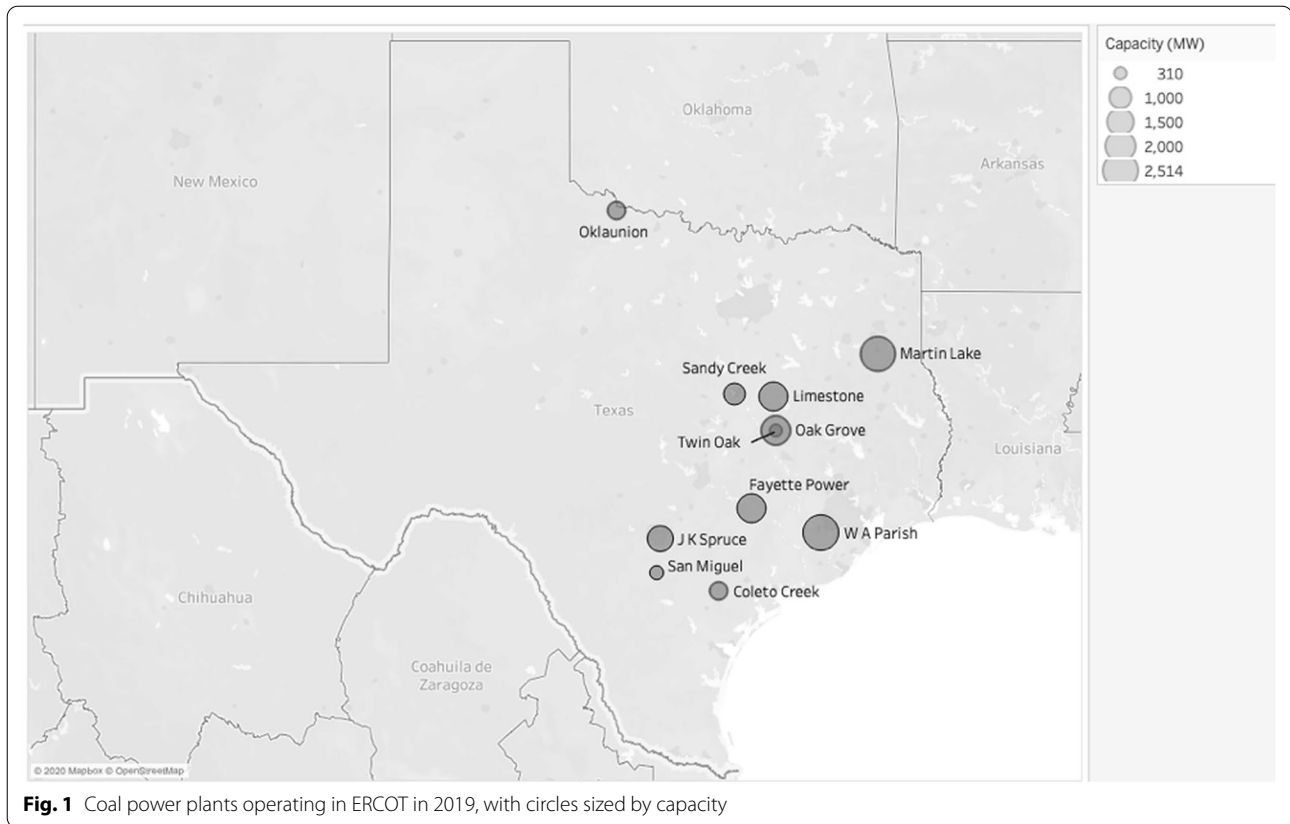 Capacity (MW)
310
1,000
1,500
2,000
2,514
Oklahoma
Arkansas
New Mexico
Oklaunion
Martin Lake
Sandy Creek
Limestone
Texas
Oak Grove
Twin Oak
Louisiana
Fayette Power
W A Parish
J K Spruce
San Miguel
Coleto Creek
Chihuahua
Coahuila de
Zaragoza
© 2020 Mapbox © OpenStreetMap
Fig. 1 Coal power plants operating in ERCOT in 2019, with circles sized by capacity